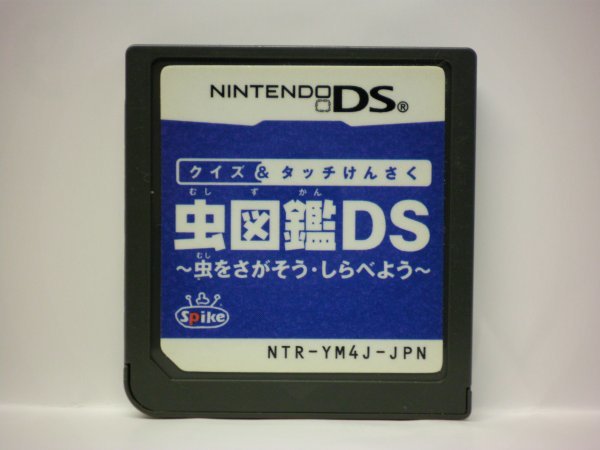 NINTENDO DS®
クイズ & タッチけんさく
むし ず かん
虫図鑑DS
むし
～虫をさがそう・しらべよう～
Spike
NTR-YM4J-JPN